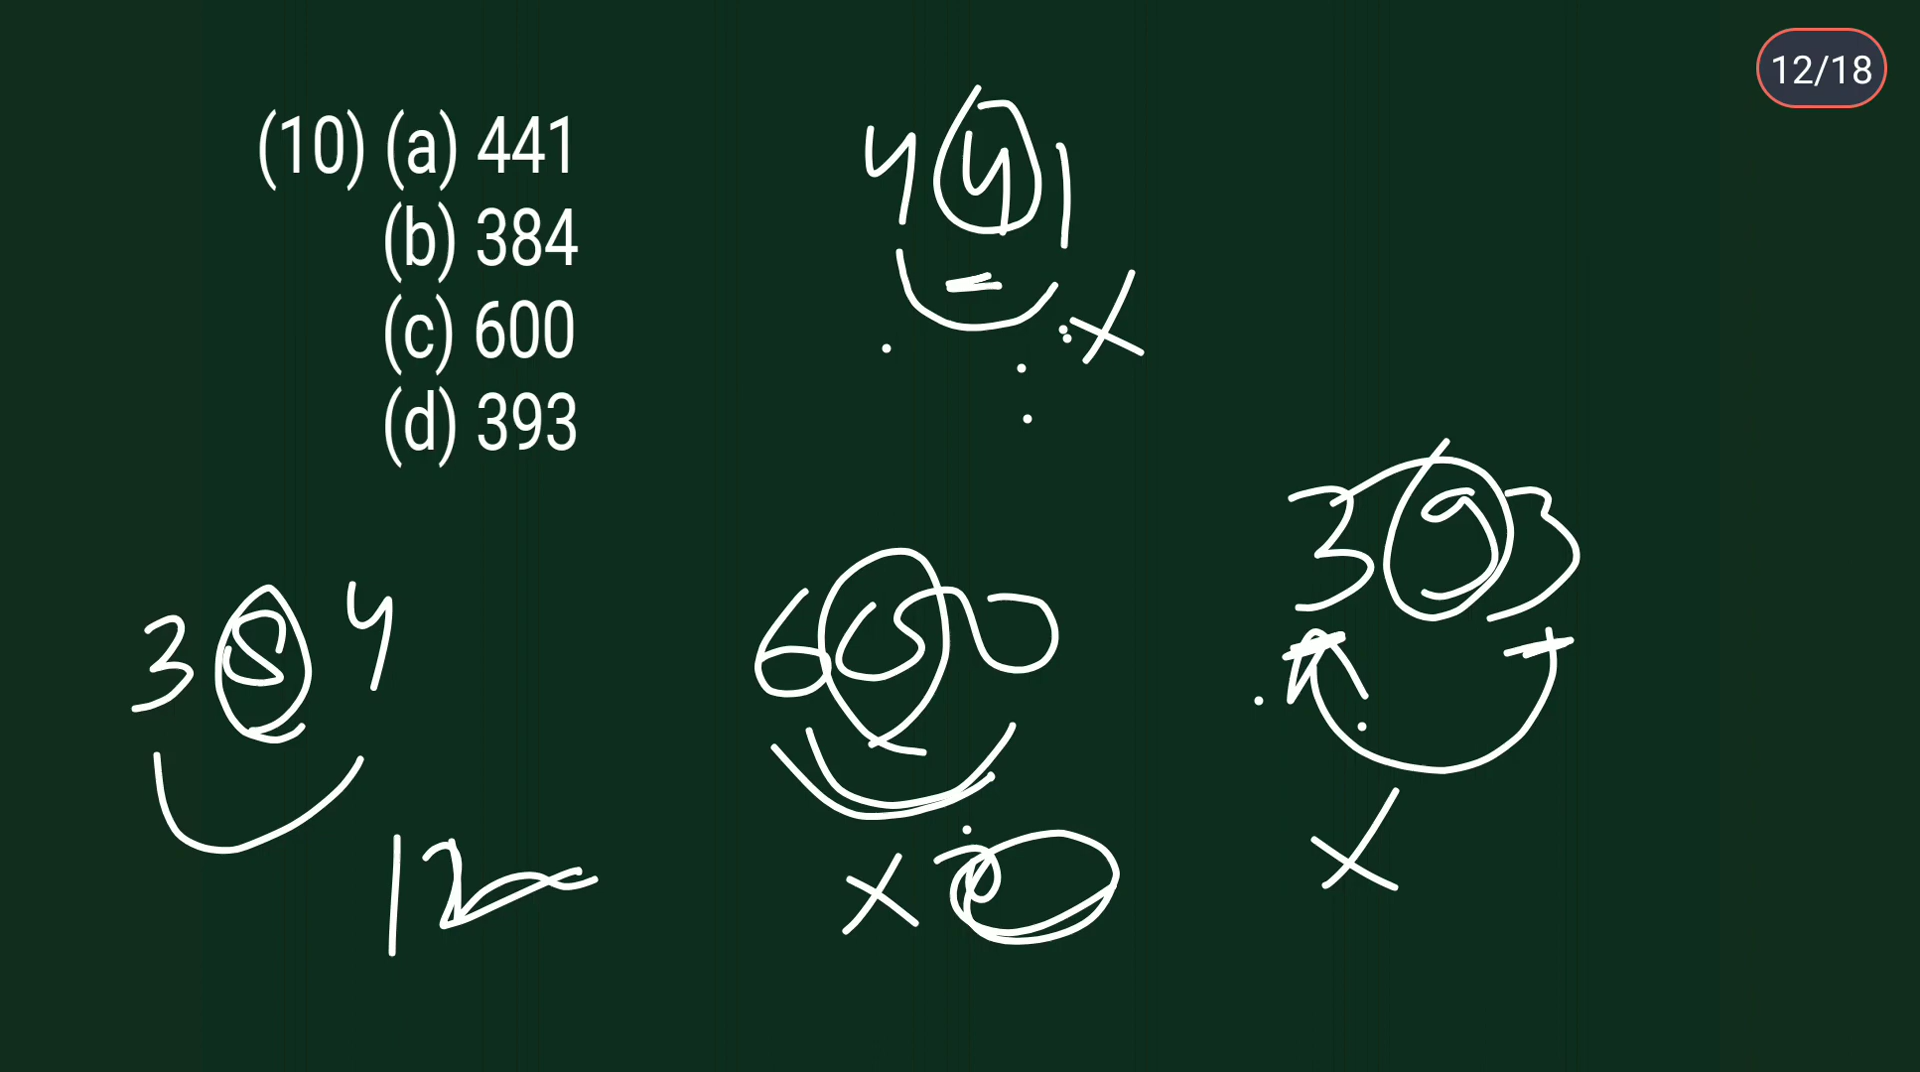 12/18
(10) (a) 441
(b) 384
(c) 600
(d) 393
441
×
384
12
600
×
393
×